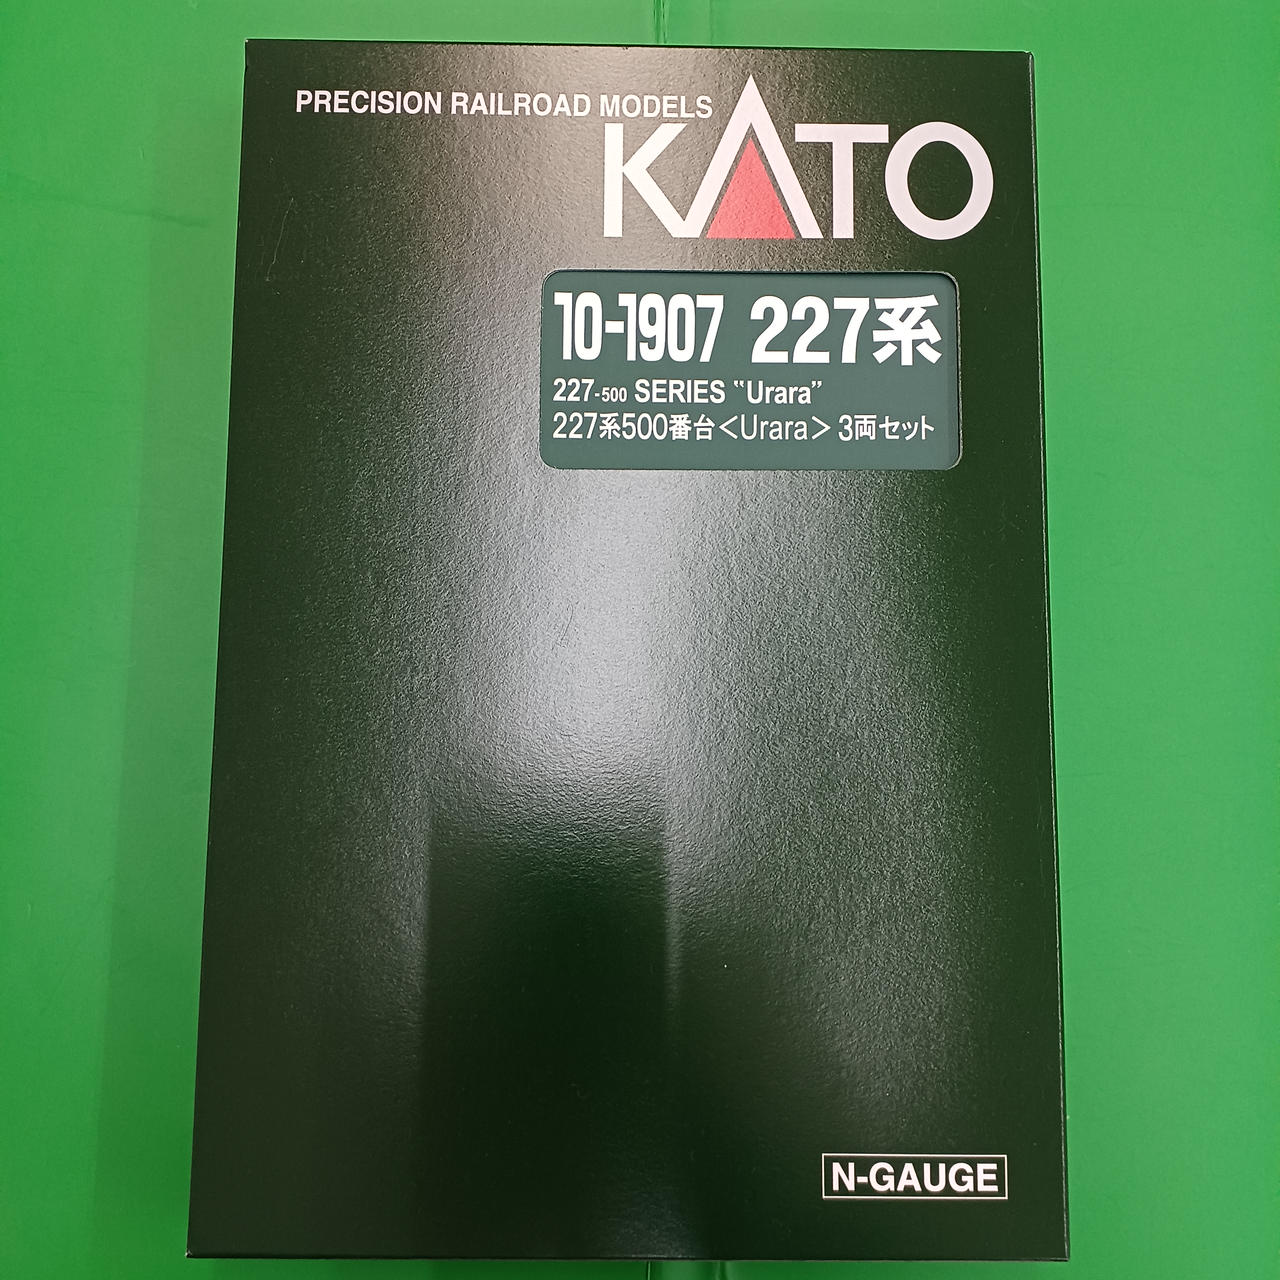 PRECISION RAILROAD MODELS
KATO
10-1907 227系
227-500 SERIES "Urara"
227系500番台<Urara> 3両セット
N-GAUGE